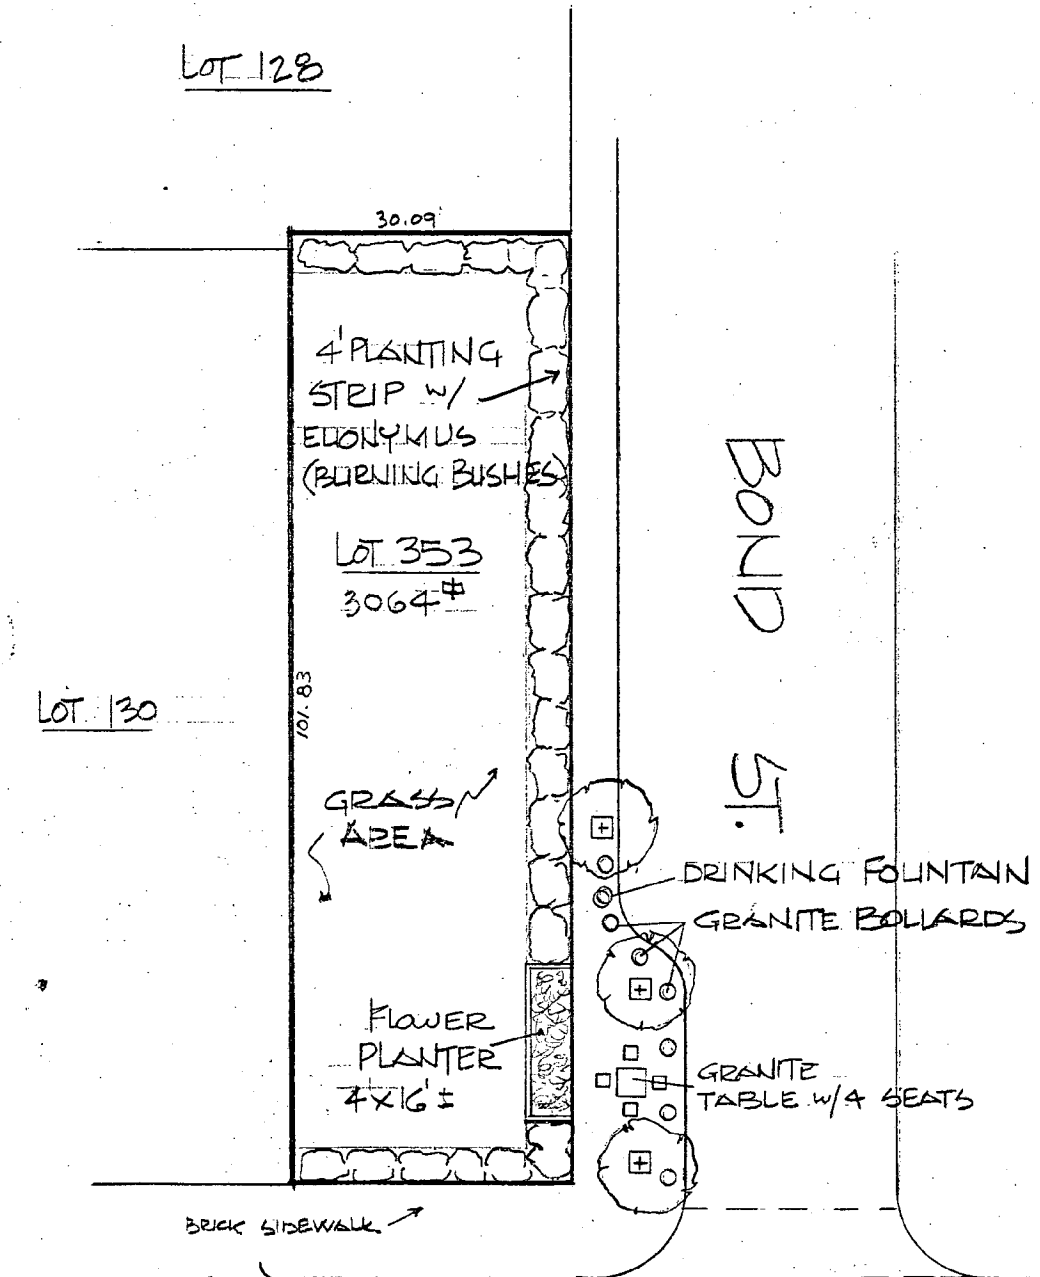 LOT 128
30.09'
4' PLANTING
STRIP w/
EUONYMUS
(BURNING BUSHES)
LOT 353
3064
LOT 130
101.83
BOND ST.
GRASS
AREA
DRINKING FOUNTAIN
GRANITE BOLLARDS
FLOWER
PLANTER
4'X16' ±
GRANITE
TABLE w/4 SEATS
BRICK SIDEWALK